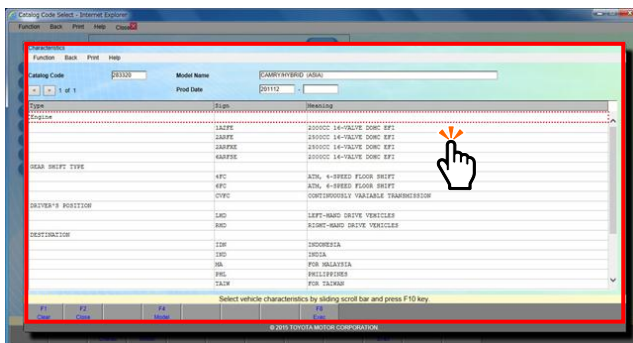 Catalog Code Select - Internet Explorer
Function Back Print Help Close
Characteristics
Function Back Print Help
Catalog Code 283320 Model Name CAMRY/HYBRID (ASIA)
1 of 1 Prod Date 201112 -
Type Sign Meaning
Engine
1AZFE 2000CC 16-VALVE DOHC EFI
2ARFE 2500CC 16-VALVE DOHC EFI
2ARFXE 2500CC 16-VALVE DOHC EFI
6ARFSE 2000CC 16-VALVE DOHC EFI
GEAR SHIFT TYPE
4FC ATM, 4-SPEED FLOOR SHIFT
6FC ATM, 6-SPEED FLOOR SHIFT
CVFC CONTINUOUSLY VARIABLE TRANSMISSION
DRIVER'S POSITION
LHD LEFT-HAND DRIVE VEHICLES
RHD RIGHT-HAND DRIVE VEHICLES
DESTINATION
IDN INDONESIA
IND INDIA
MA FOR MALAYSIA
PHL PHILIPPINES
TAIW FOR TAIWAN
Select vehicle characteristics by sliding scroll bar and press F10 key.
F1 F2 F4 F8
Clear Close Model Exec
© 2015 TOYOTA MOTOR CORPORATION